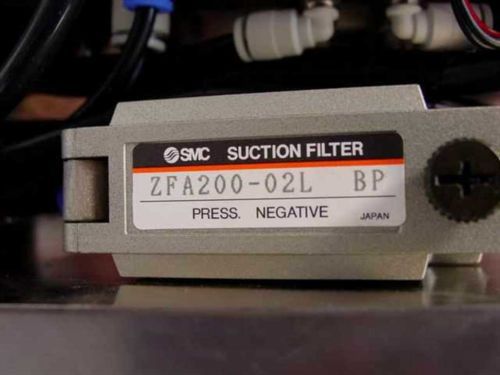 SMC SUCTION FILTER
ZFA200-02L BP
PRESS. NEGATIVE JAPAN